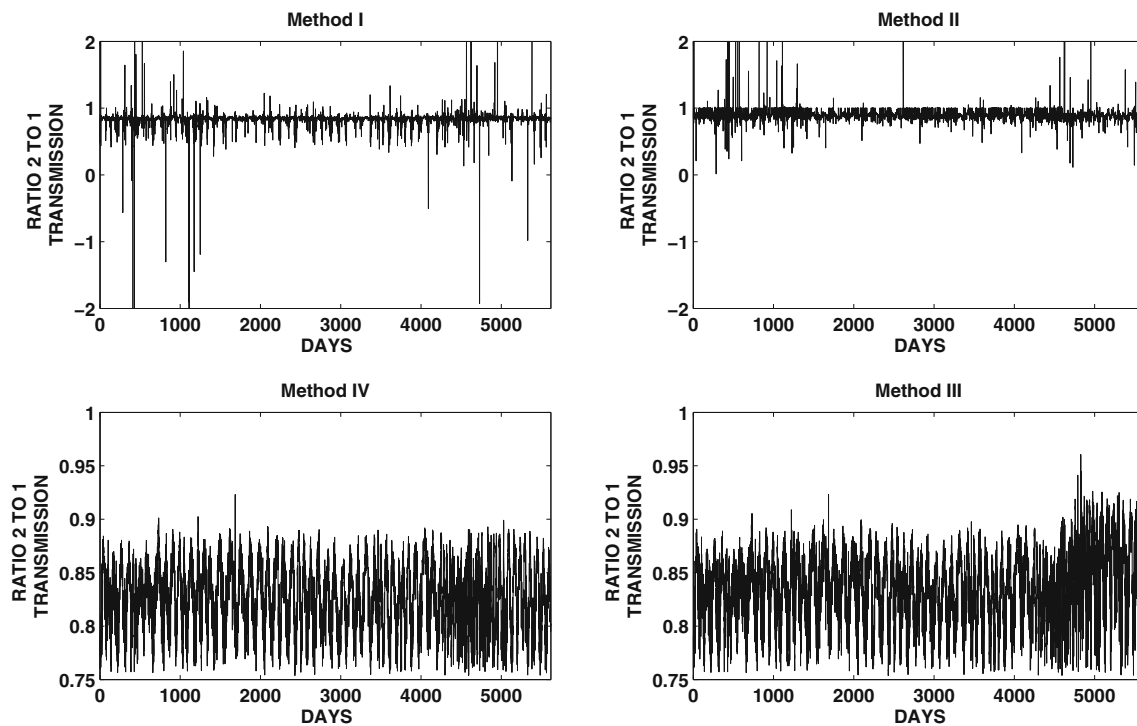 Method I
2
1
0
−1
−2
RATIO 2 TO 1
TRANSMISSION
0 1000 2000 3000 4000 5000
DAYS
Method II
2
1
0
−1
−2
RATIO 2 TO 1
TRANSMISSION
0 1000 2000 3000 4000 5000
DAYS
Method IV
1
0.95
0.9
0.85
0.8
0.75
RATIO 2 TO 1
TRANSMISSION
0 1000 2000 3000 4000 5000
DAYS
Method III
1
0.95
0.9
0.85
0.8
0.75
RATIO 2 TO 1
TRANSMISSION
0 1000 2000 3000 4000 5000
DAYS